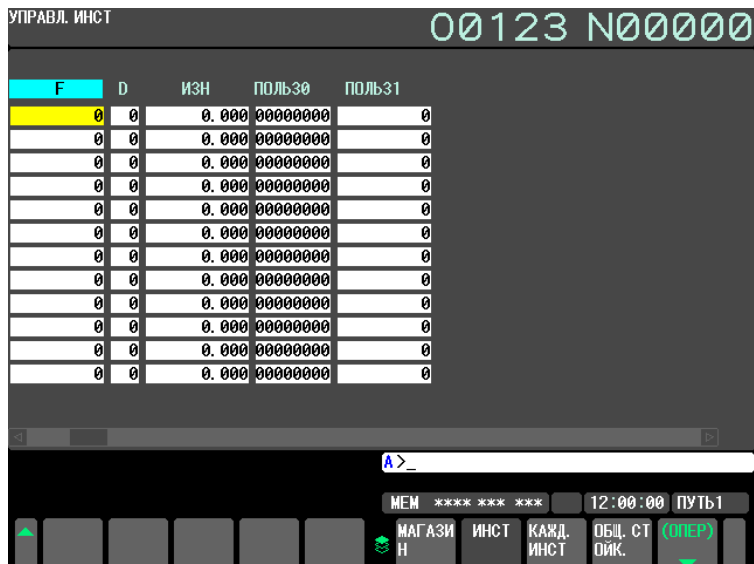 УПРАВЛ. ИНСТ
O0123 N00000
F D ИЗН ПОЛЬЗ0 ПОЛЬЗ1
0 0 0.000 00000000 0
0 0 0.000 00000000 0
0 0 0.000 00000000 0
0 0 0.000 00000000 0
0 0 0.000 00000000 0
0 0 0.000 00000000 0
0 0 0.000 00000000 0
0 0 0.000 00000000 0
0 0 0.000 00000000 0
0 0 0.000 00000000 0
0 0 0.000 00000000 0
0 0 0.000 00000000 0
A>_
MEM **** *** *** 12:00:00 ПУТЬ1
МАГАЗИ ИНСТ КАЖД. ОБЩ. СТ (ОПЕР)
Н ИНСТ ОЙК.